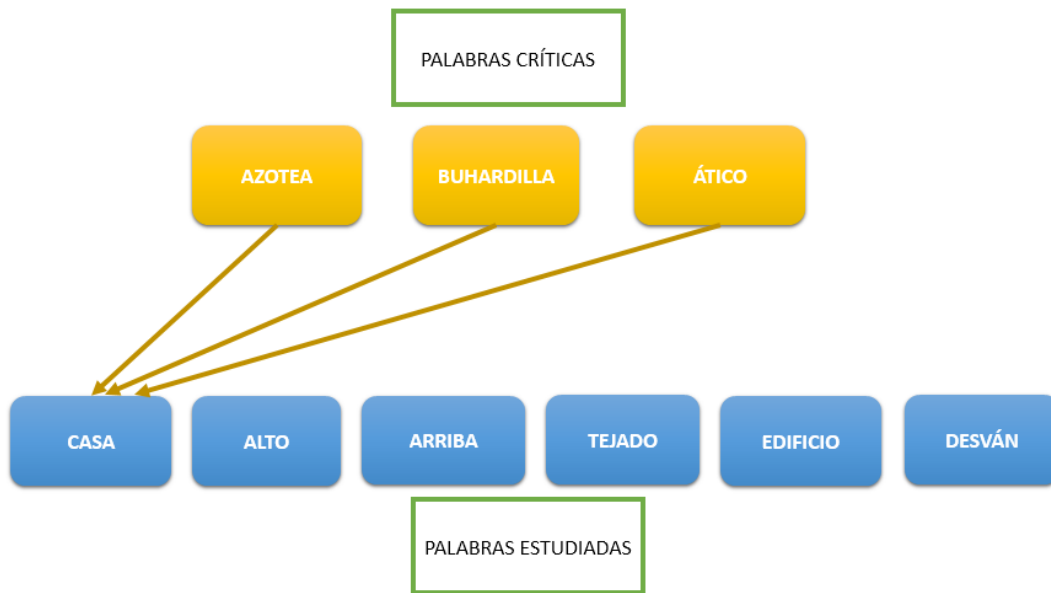 PALABRAS CRÍTICAS
AZOTEA
BUHARDILLA
ÁTICO
CASA
ALTO
ARRIBA
TEJADO
EDIFICIO
DESVÁN
PALABRAS ESTUDIADAS